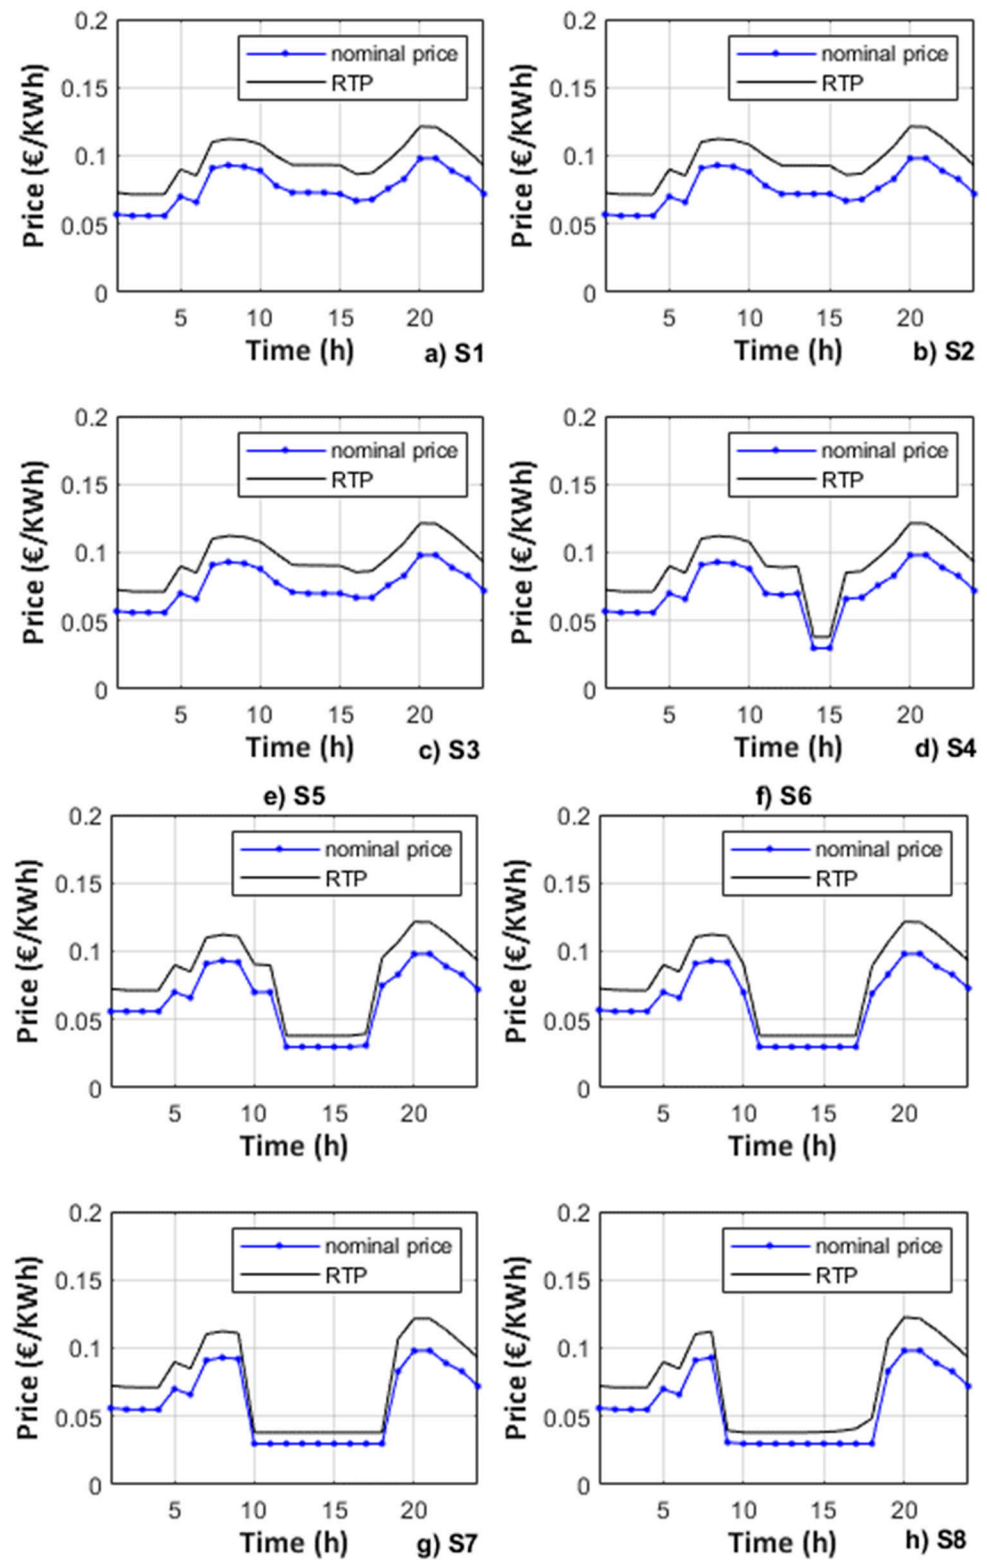 0.2
0.15
0.1
0.05
0
Price (€/KWh)
nominal price
RTP
5 10 15 20
Time (h)
a) S1
0.2
0.15
0.1
0.05
0
Price (€/KWh)
nominal price
RTP
5 10 15 20
Time (h)
b) S2
0.2
0.15
0.1
0.05
0
Price (€/KWh)
nominal price
RTP
5 10 15 20
Time (h)
c) S3
0.2
0.15
0.1
0.05
0
Price (€/KWh)
nominal price
RTP
5 10 15 20
Time (h)
d) S4
e) S5
0.2
0.15
0.1
0.05
0
Price (€/KWh)
nominal price
RTP
5 10 15 20
Time (h)
f) S6
0.2
0.15
0.1
0.05
0
Price (€/KWh)
nominal price
RTP
5 10 15 20
Time (h)
0.2
0.15
0.1
0.05
0
Price (€/KWh)
nominal price
RTP
5 10 15 20
Time (h)
g) S7
0.2
0.15
0.1
0.05
0
Price (€/KWh)
nominal price
RTP
5 10 15 20
Time (h)
h) S8